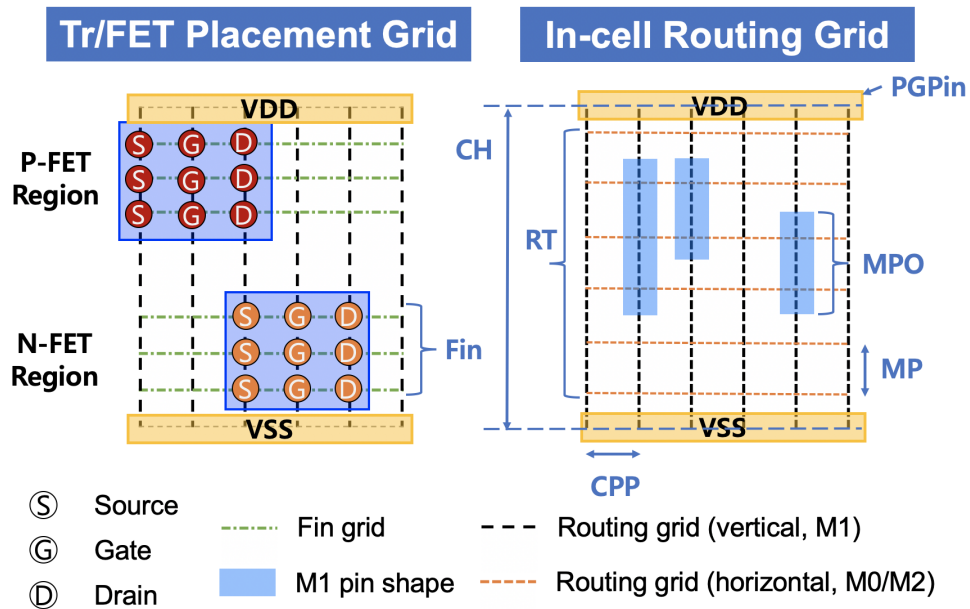 Tr/FET Placement Grid
In-cell Routing Grid
VDD
P-FET
Region
S G D
S G D
S G D
N-FET
Region
S G D
S G D
S G D
Fin
VSS
PGPin
VDD
CH
RT
MPO
MP
VSS
CPP
S Source
G Gate
D Drain
Fin grid
M1 pin shape
Routing grid (vertical, M1)
Routing grid (horizontal, M0/M2)